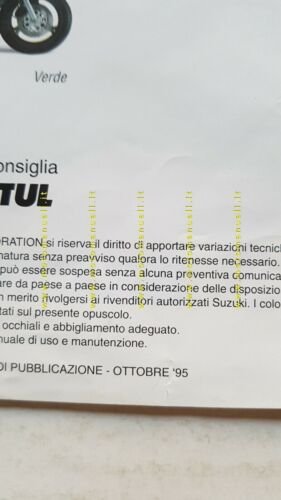 Verde
onsiglia
TUL
ORATION si riserva il diritto di apportare variazioni tecnic
natura senza preavviso qualora lo ritenesse necessario.
può essere sospesa senza alcuna preventiva comunica
are da paese a paese in considerazione delle disposizio
n merito rivolgersi ai rivenditori autorizzati Suzuki. I colo
tati sul presente opuscolo.
occhiali e abbigliamento adeguato.
nuale di uso e manutenzione.
DI PUBBLICAZIONE - OTTOBRE '95